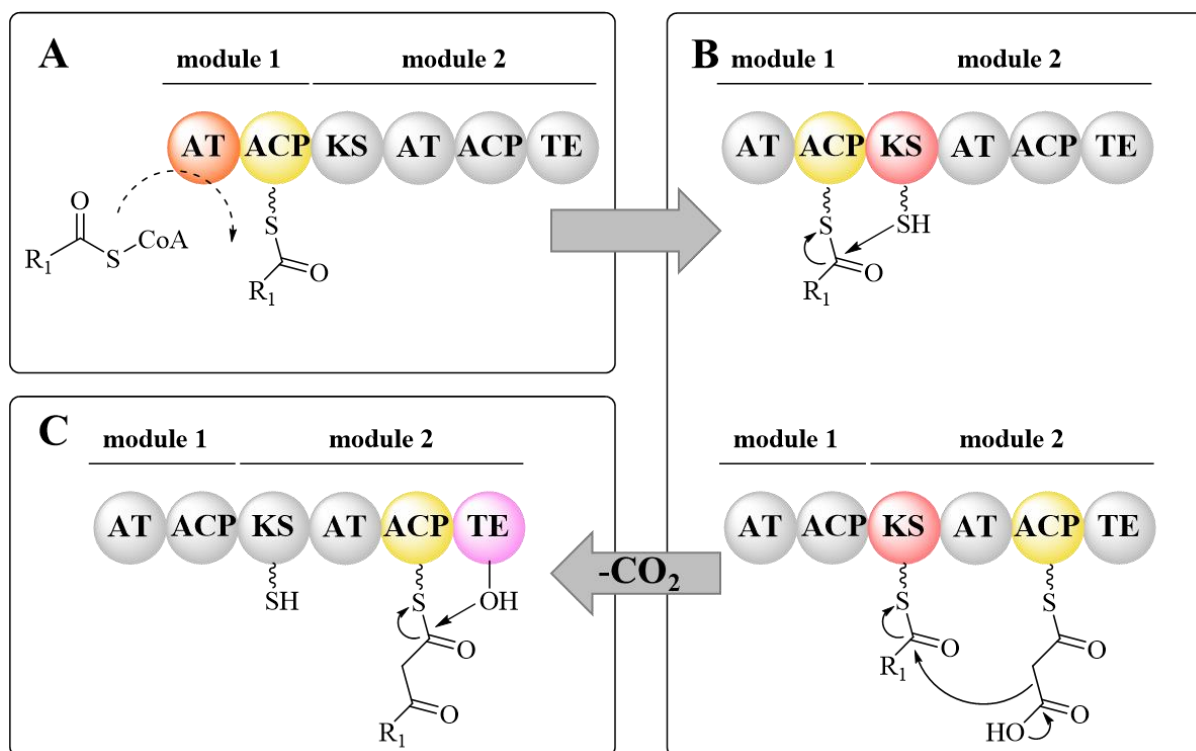 A
module 1 module 2
AT ACP KS AT ACP TE
O
R1 S CoA
S
O
R1
B
module 1 module 2
AT ACP KS AT ACP TE
S SH
O
R1
C
module 1 module 2
AT ACP KS AT ACP TE
SH S OH
O
O
R1
-CO2
module 1 module 2
AT ACP KS AT ACP TE
S S
O O
R1
O
HO